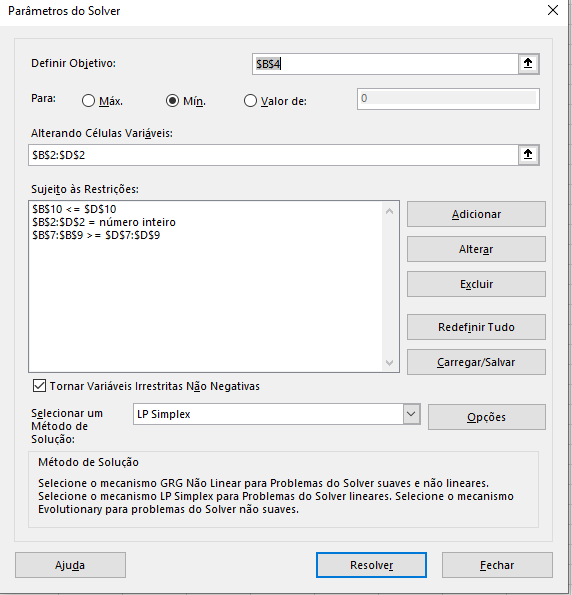 Parâmetros do Solver
Definir Objetivo:
$B$4
Para:
Máx.
Mín.
Valor de:
0
Alterando Células Variáveis:
$B$2:$D$2
Sujeito às Restrições:
$B$10 <= $D$10
$B$2:$D$2 = número inteiro
$B$7:$B$9 >= $D$7:$D$9
Adicionar
Alterar
Excluir
Redefinir Tudo
Carregar/Salvar
Tornar Variáveis Irrestritas Não Negativas
Selecionar um
Método de
Solução:
LP Simplex
Opções
Método de Solução
Selecione o mecanismo GRG Não Linear para Problemas do Solver suaves e não lineares.
Selecione o mecanismo LP Simplex para Problemas do Solver lineares. Selecione o mecanismo
Evolutionary para problemas do Solver não suaves.
Ajuda
Resolver
Fechar